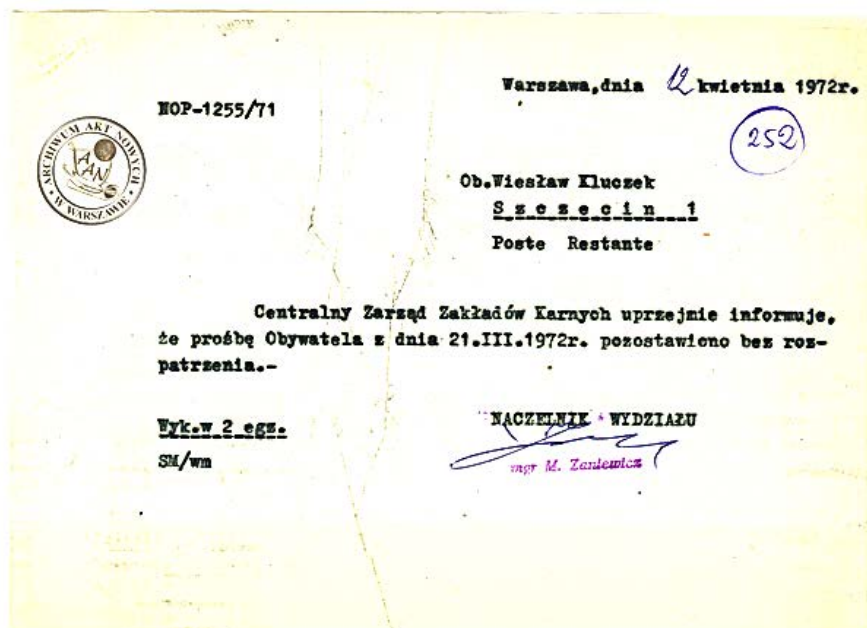 Warszawa,dnia 12 kwietnia 1972r.
NOP-1255/71
252
ARCHIWUM AKT NOWYCH
AAN
W WARSZAWIE
Ob.Wiesław Kluczek
Szczecin 1
Poste Restante
Centralny Zarząd Zakładów Karnych uprzejmie informuje,
że prośbę Obywatela z dnia 21.III.1972r. pozostawiono bez roz-
patrzenia.-
Wyk.w 2 egz.
SM/wm
NACZELNIK WYDZIAŁU
mgr M. Zaniewicz